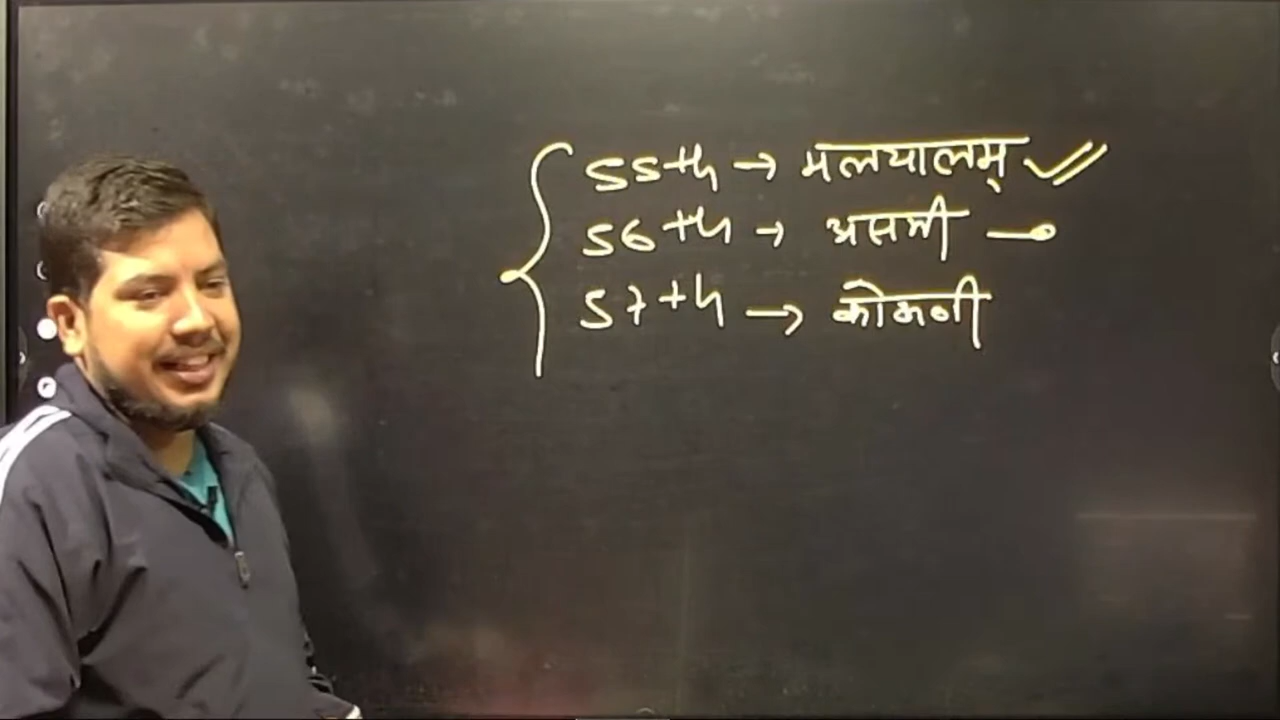 55th → मलयालम्
56th → असमी
57th → कोकणी